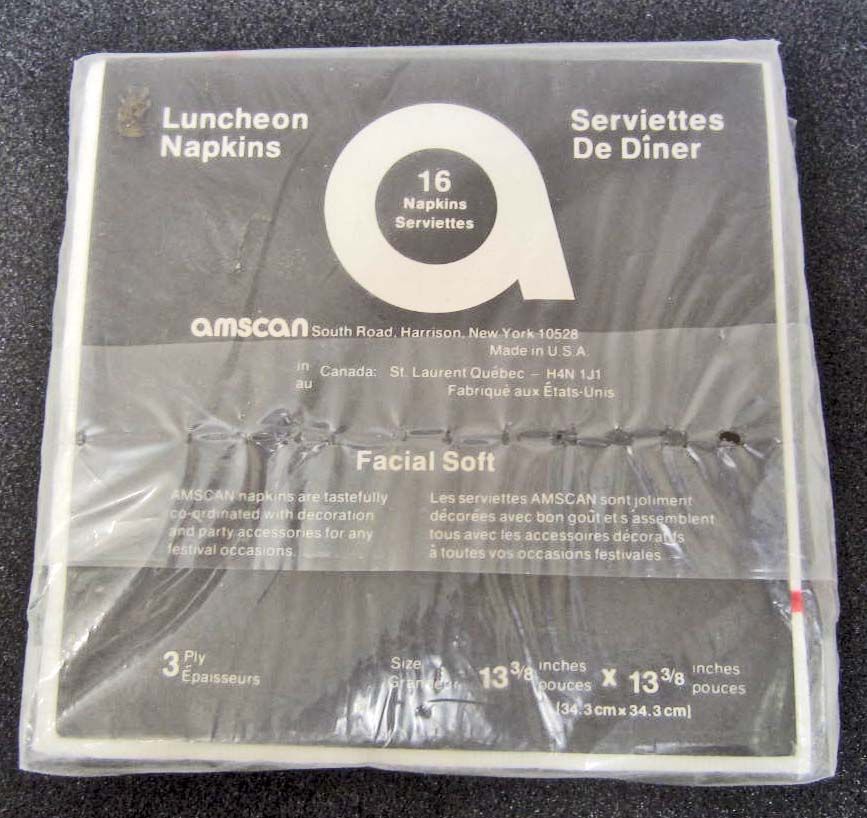 Luncheon
Napkins
16
Napkins
Serviettes
Serviettes
De Dîner
amscan South Road, Harrison, New York 10528
Made in U.S.A.
in
au
Canada: St. Laurent Québec – H4N 1J1
Fabriqué aux États-Unis
Facial Soft
AMSCAN napkins are tastefully
co-ordinated with decoration
and party accessories for any
festival occasions.
Les serviettes AMSCAN sont joliment
décorées avec bon goût et s assemblent
tous avec les accessoires décoratifs
à toutes vos occasions festivales
3 Ply
Épaisseurs
Size
Grandeur
13 3/8 inches
pouces
x
13 3/8 inches
pouces
[34.3cm x 34.3cm]